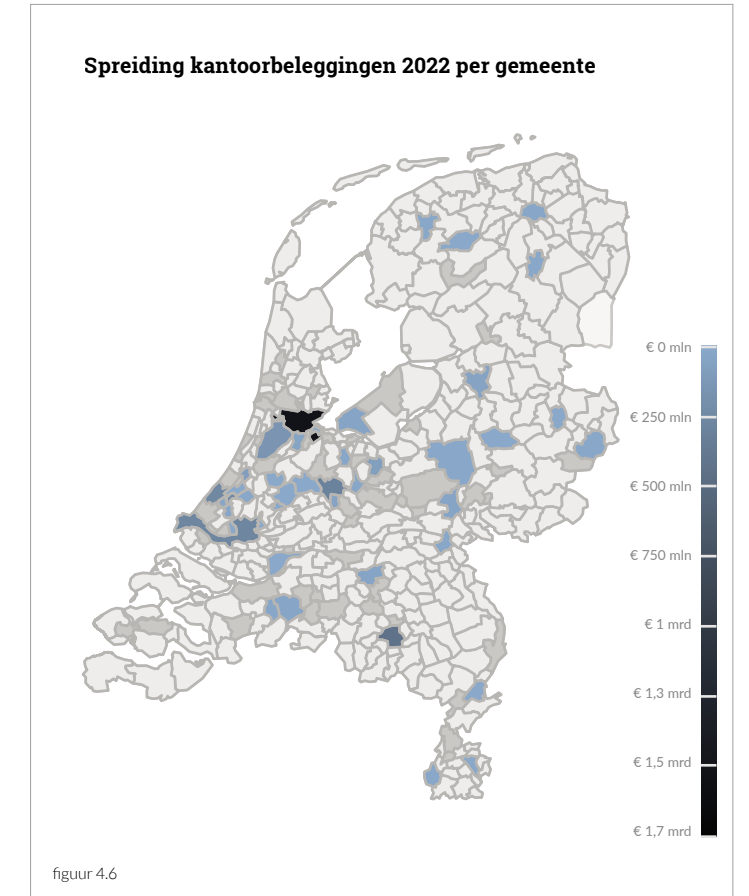 Spreiding kantoorbeleggingen 2022 per gemeente
€ 0 mln
€ 250 mln
€ 500 mln
€ 750 mln
€ 1 mrd
€ 1,3 mrd
€ 1,5 mrd
€ 1,7 mrd
figuur 4.6